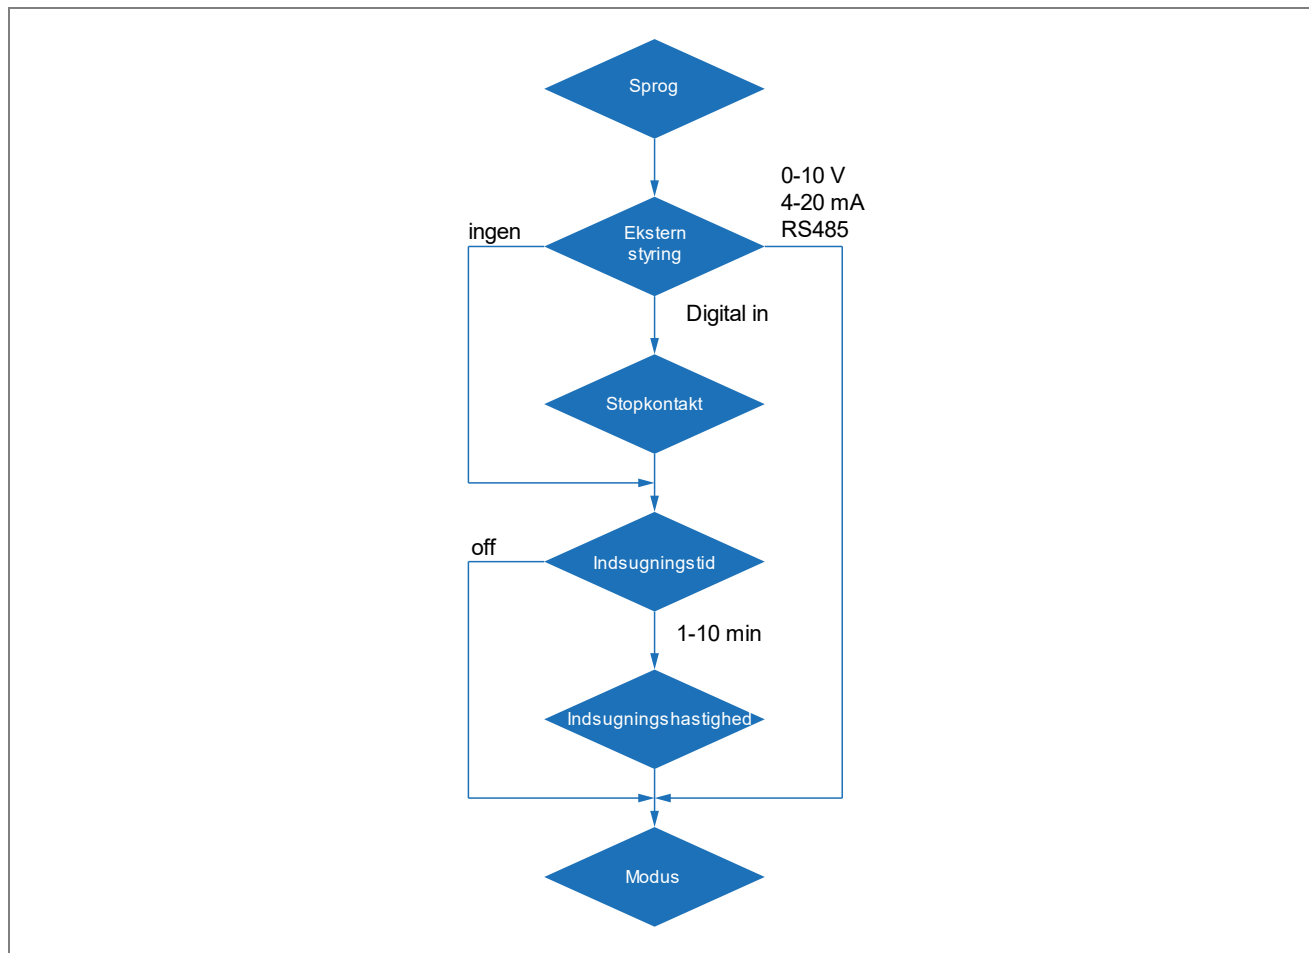 Sprog
0-10 V
4-20 mA
RS485
ingen
Ekstern
styring
Digital in
Stopkontakt
off
Indsugningstid
1-10 min
Indsugningshastighed
Modus